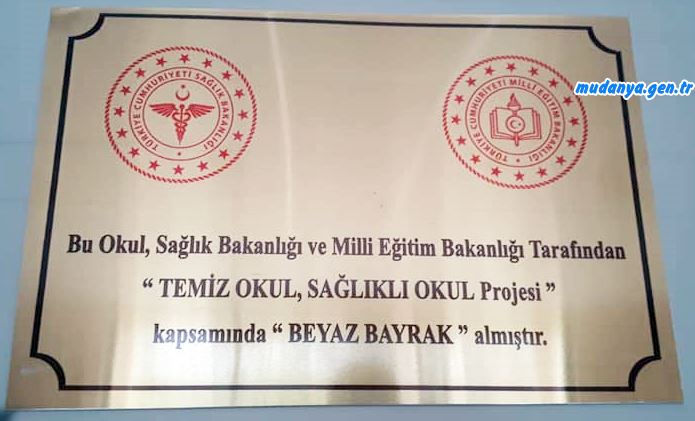 TÜRKİYE CUMHURİYETİ SAĞLIK BAKANLIĞI
TÜRKİYE CUMHURİYETİ MİLLİ EĞİTİM BAKANLIĞI
mudanya.gen.tr
Bu Okul, Sağlık Bakanlığı ve Milli Eğitim Bakanlığı Tarafından
“ TEMİZ OKUL, SAĞLIKLI OKUL Projesi ”
kapsamında “ BEYAZ BAYRAK ” almıştır.